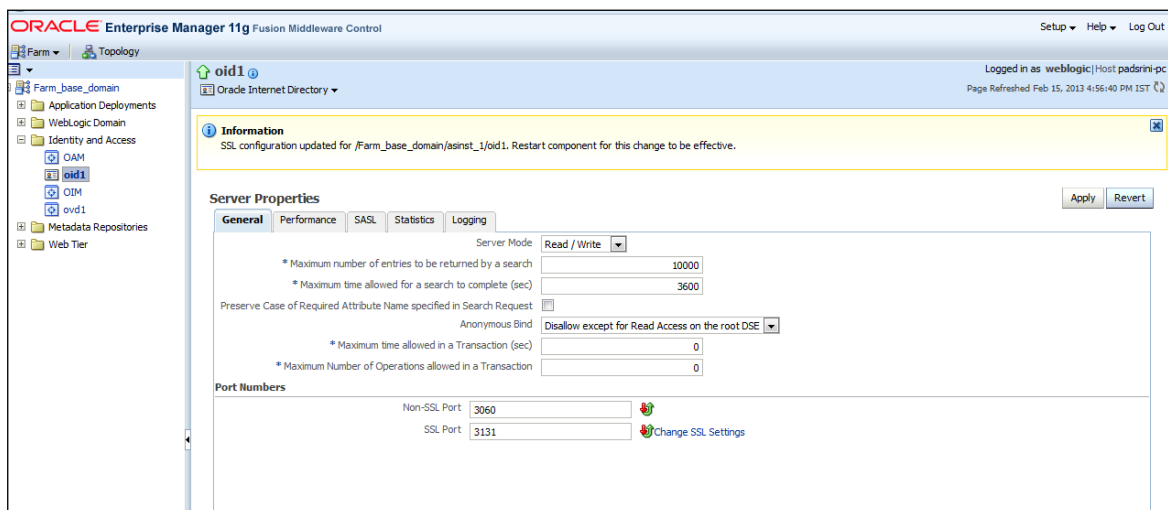 ORACLE Enterprise Manager 11g Fusion Middleware Control
Setup Help Log Out
Farm Topology
oid1
Logged in as weblogic|Host padsrini-pc
Oracle Internet Directory
Page Refreshed Feb 15, 2013 4:56:40 PM IST
Farm_base_domain
Application Deployments
WebLogic Domain
Identity and Access
OAM
oid1
OIM
ovd1
Metadata Repositories
Web Tier
Information
SSL configuration updated for /Farm_base_domain/asinst_1/oid1. Restart component for this change to be effective.
Server Properties
Apply Revert
General Performance SASL Statistics Logging
Server Mode Read / Write
* Maximum number of entries to be returned by a search 10000
* Maximum time allowed for a search to complete (sec) 3600
Preserve Case of Required Attribute Name specified in Search Request
Anonymous Bind Disallow except for Read Access on the root DSE
* Maximum time allowed in a Transaction (sec) 0
* Maximum Number of Operations allowed in a Transaction 0
Port Numbers
Non-SSL Port 3060
SSL Port 3131 Change SSL Settings